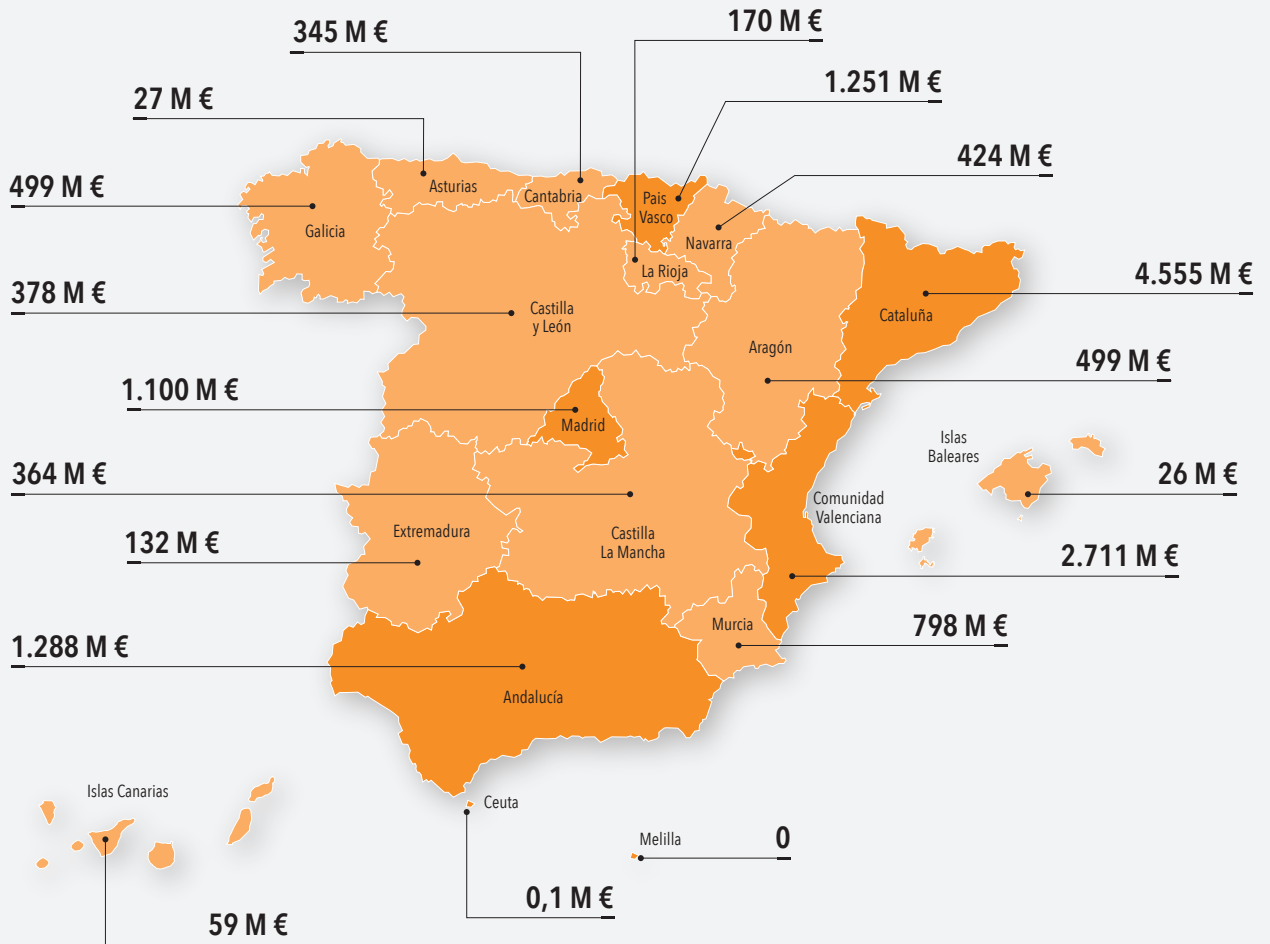 345 M €
170 M €
27 M €
1.251 M €
424 M €
499 M €
Asturias
Cantabria
Pais
Vasco
Galicia
Navarra
La Rioja
4.555 M €
378 M €
Castilla
y León
Cataluña
Aragón
499 M €
1.100 M €
Madrid
Islas
Baleares
364 M €
26 M €
Comunidad
Valenciana
Extremadura
Castilla
La Mancha
132 M €
2.711 M €
Murcia
798 M €
1.288 M €
Andalucía
Islas Canarias
Ceuta
Melilla
0
0,1 M €
59 M €